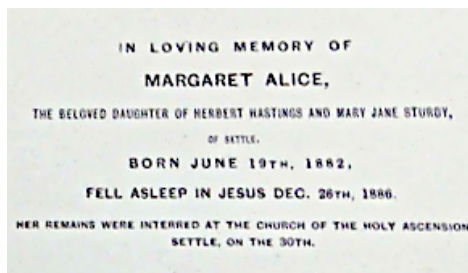 IN LOVING MEMORY OF
MARGARET ALICE,
THE BELOVED DAUGHTER OF HERBERT HASTINGS AND MARY JANE STURDY,
OF SETTLE.
BORN JUNE 19TH, 1882,
FELL ASLEEP IN JESUS DEC. 26TH, 1886.
HER REMAINS WERE INTERRED AT THE CHURCH OF THE HOLY ASCENSION
SETTLE, ON THE 30TH.